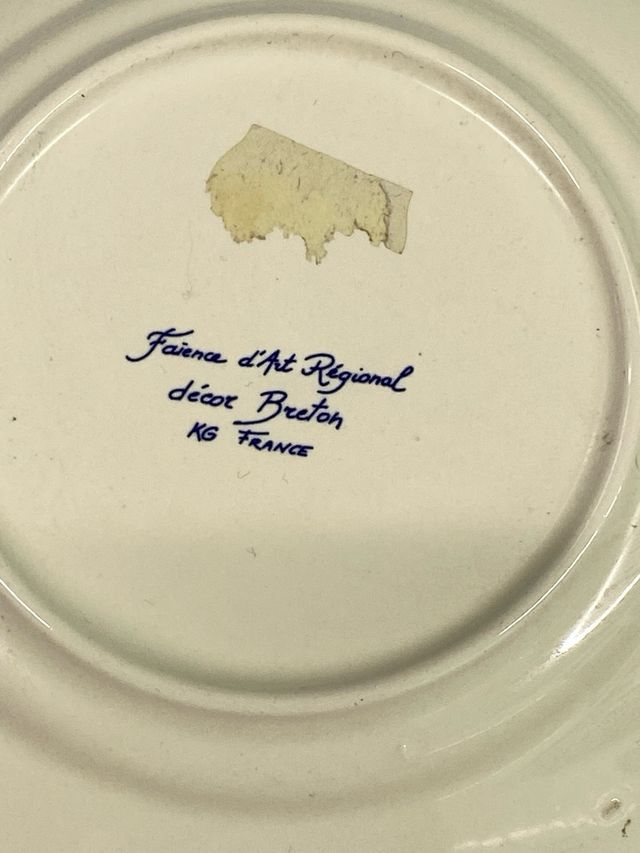 Faïence d'Art Régional
décor Breton
KG FRANCE